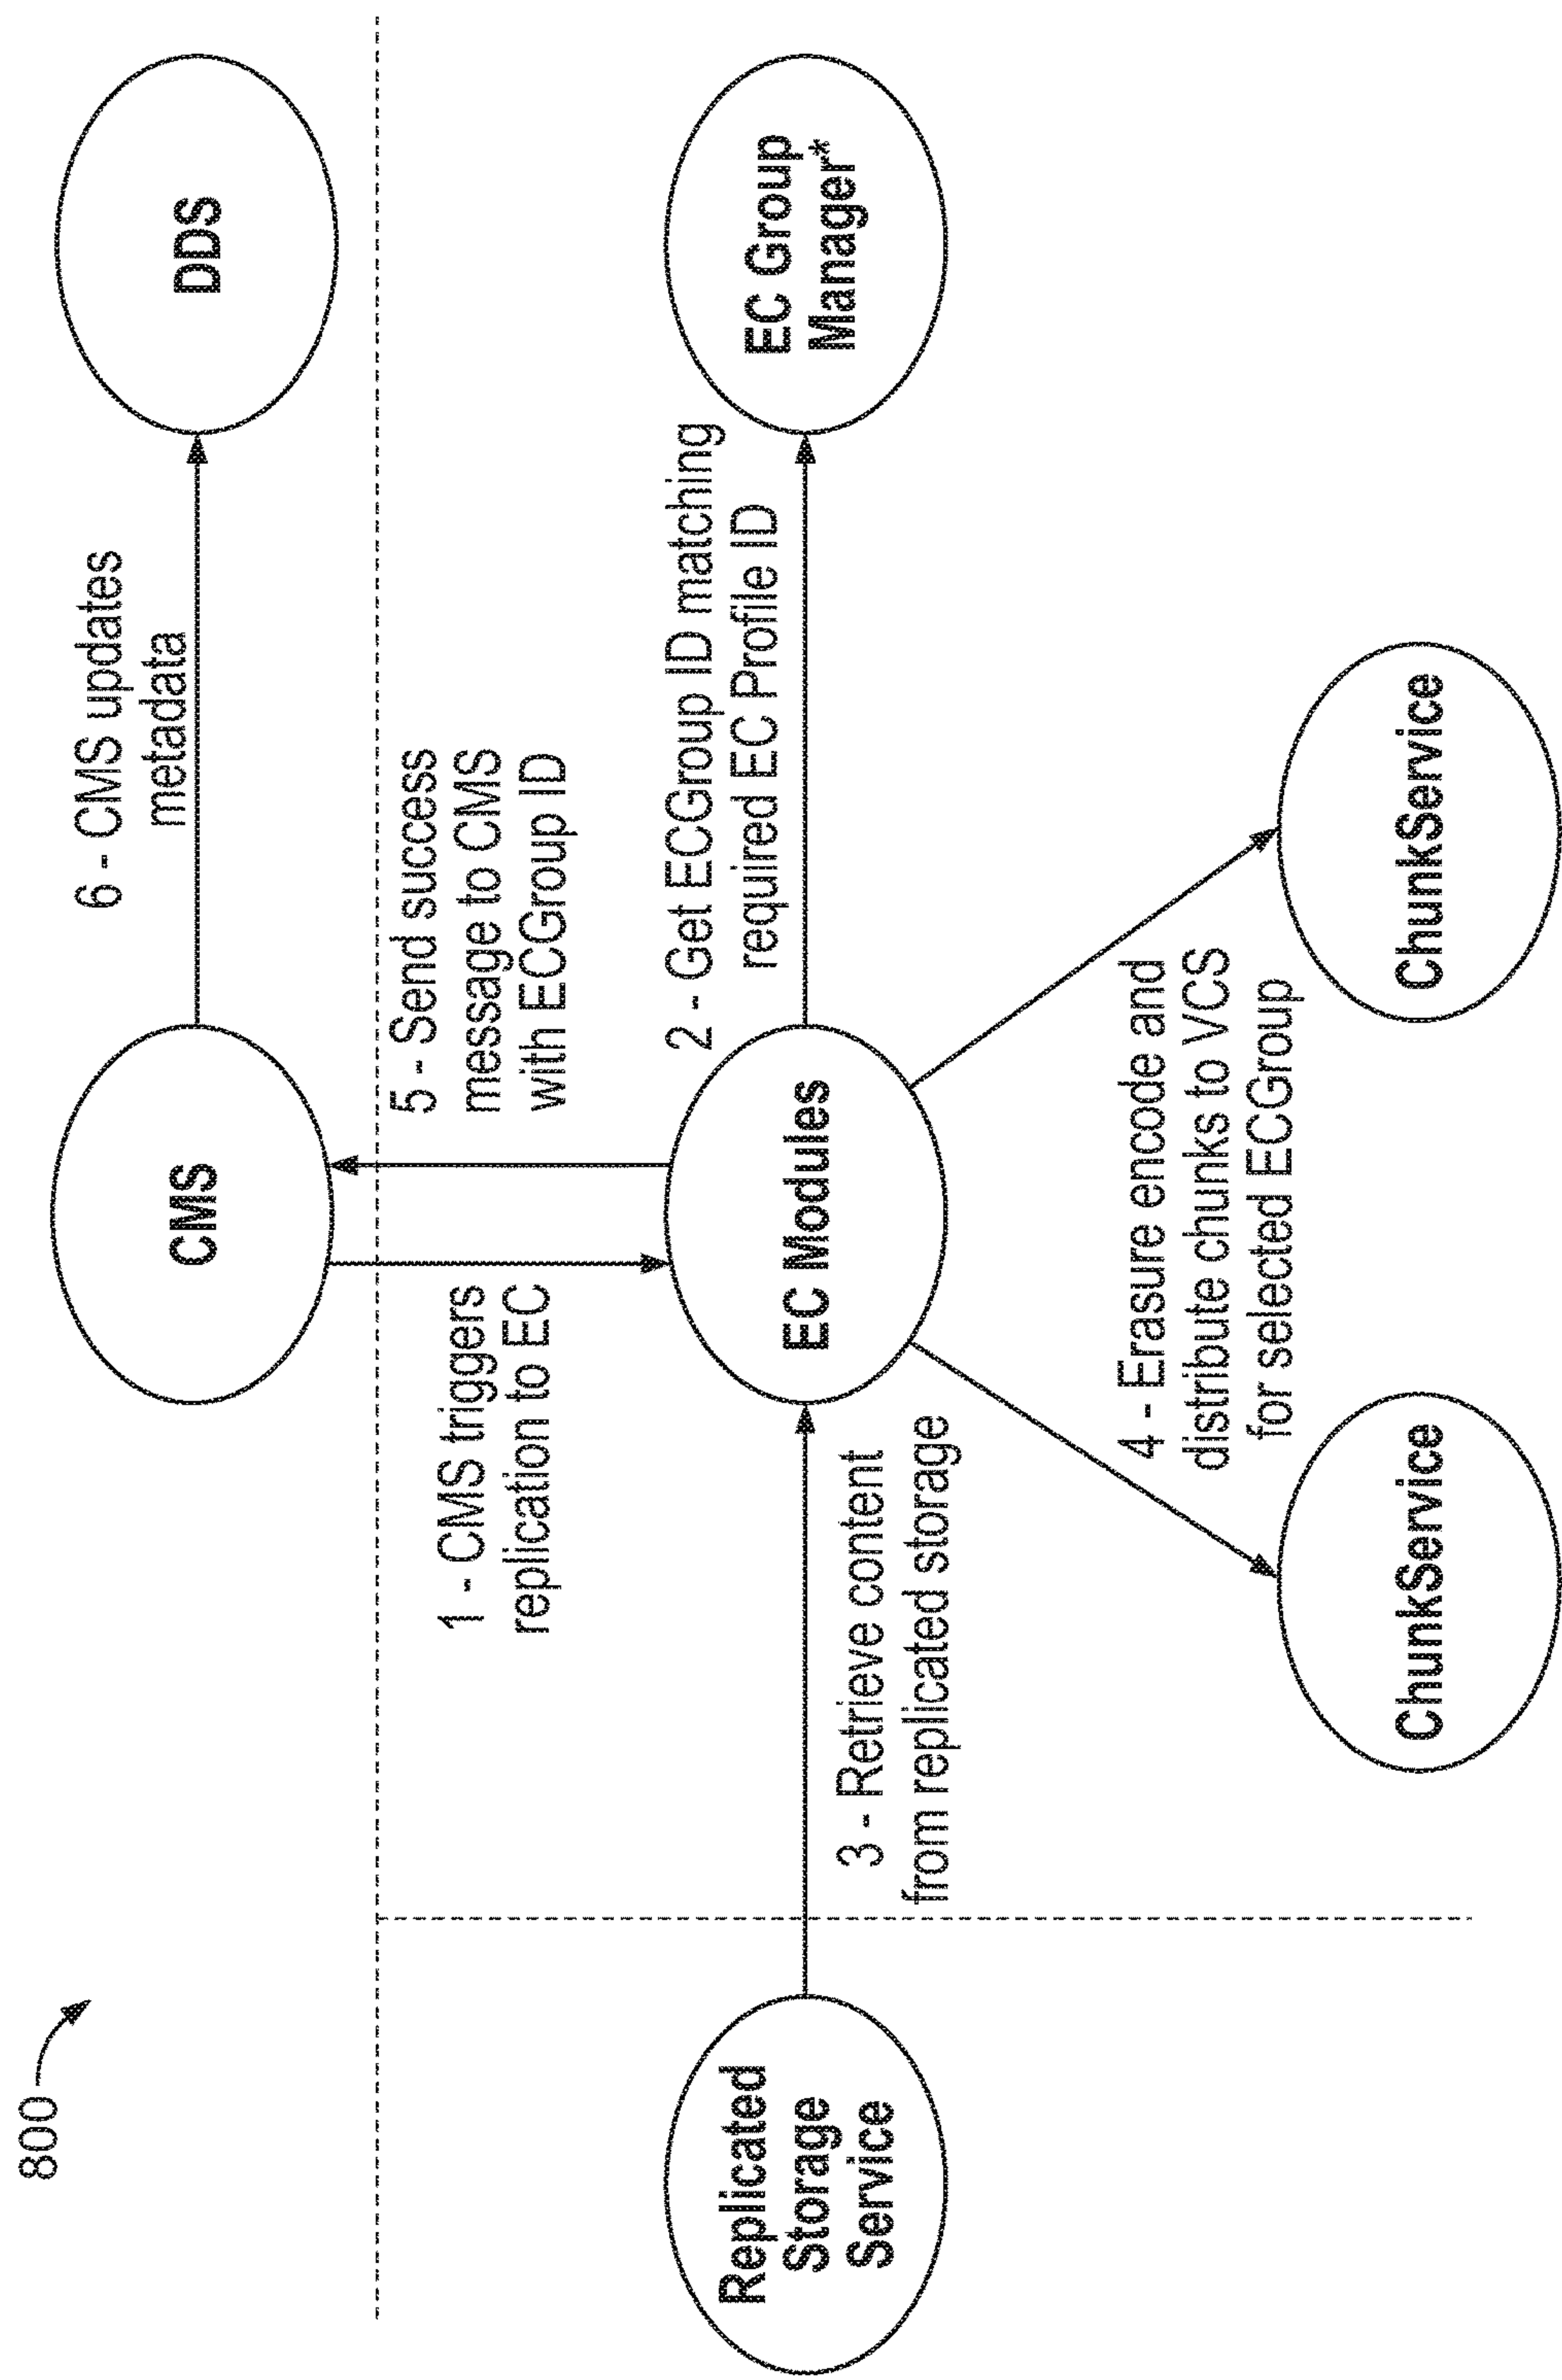 800
CMS
DDS
6 - CMS updates
metadata
1 - CMS triggers
replication to EC
5 - Send success
message to CMS
with ECGroup ID
Replicated
Storage
Service
EC Modules
EC Group
Manager*
2 - Get ECGroup ID matching
required EC Profile ID
3 - Retrieve content
from replicated storage
4 - Erasure encode and
distribute chunks to VCS
for selected ECGroup
ChunkService
ChunkService